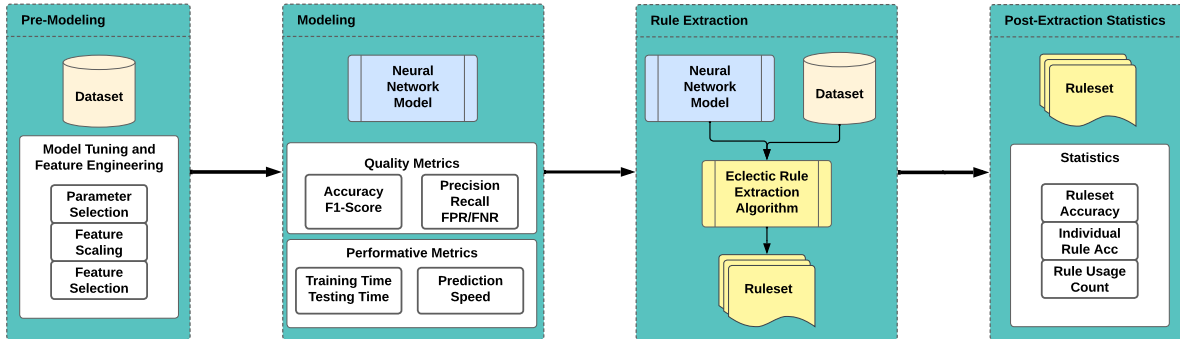 Pre-Modeling
Dataset
Model Tuning and
Feature Engineering
Parameter
Selection
Feature
Scaling
Feature
Selection
Modeling
Neural
Network
Model
Quality Metrics
Accuracy
F1-Score
Precision
Recall
FPR/FNR
Performative Metrics
Training Time
Testing Time
Prediction
Speed
Rule Extraction
Neural
Network
Model
Dataset
Eclectic Rule
Extraction
Algorithm
Ruleset
Post-Extraction Statistics
Ruleset
Statistics
Ruleset
Accuracy
Individual
Rule Acc
Rule Usage
Count